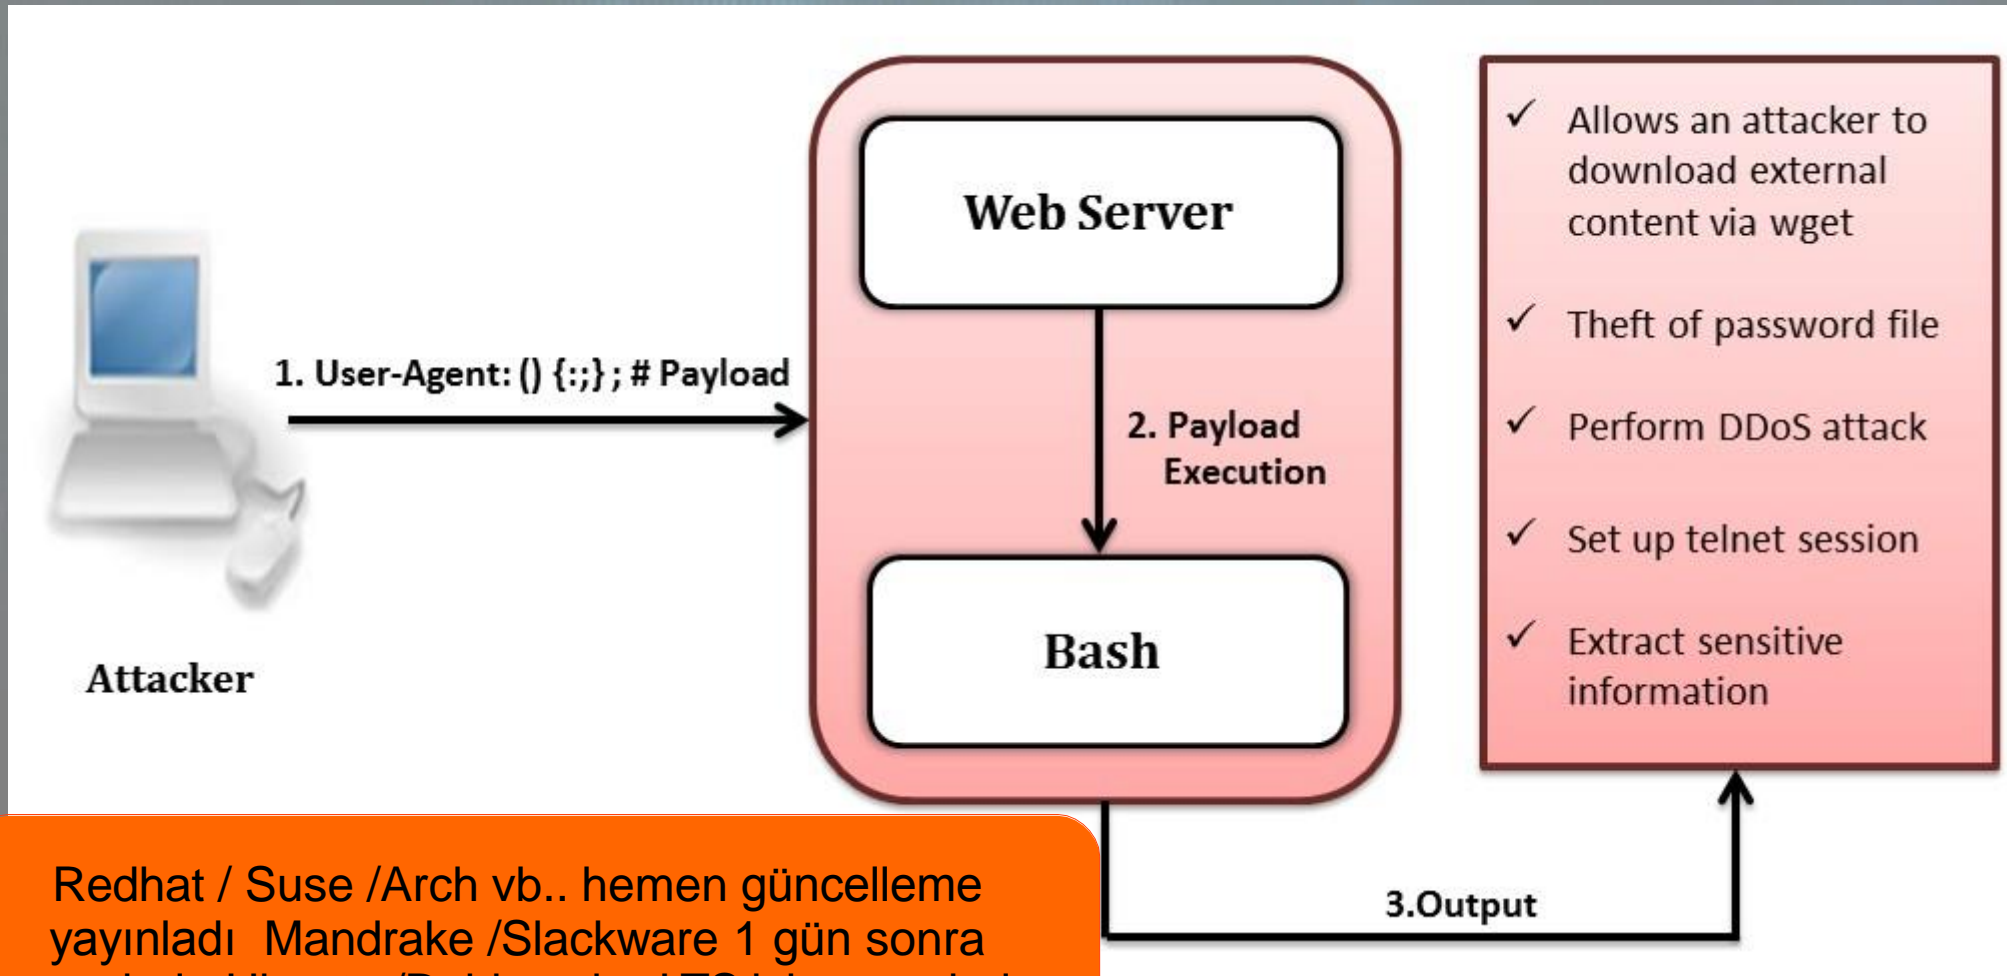 Web Server
1. User-Agent: () {:;} ; # Payload
2. Payload
Execution
Bash
Attacker
✓ Allows an attacker to
download external
content via wget
✓ Theft of password file
✓ Perform DDoS attack
✓ Set up telnet session
✓ Extract sensitive
information
3.Output
Redhat / Suse /Arch vb.. hemen güncelleme
yayınladı Mandrake /Slackware 1 gün sonra